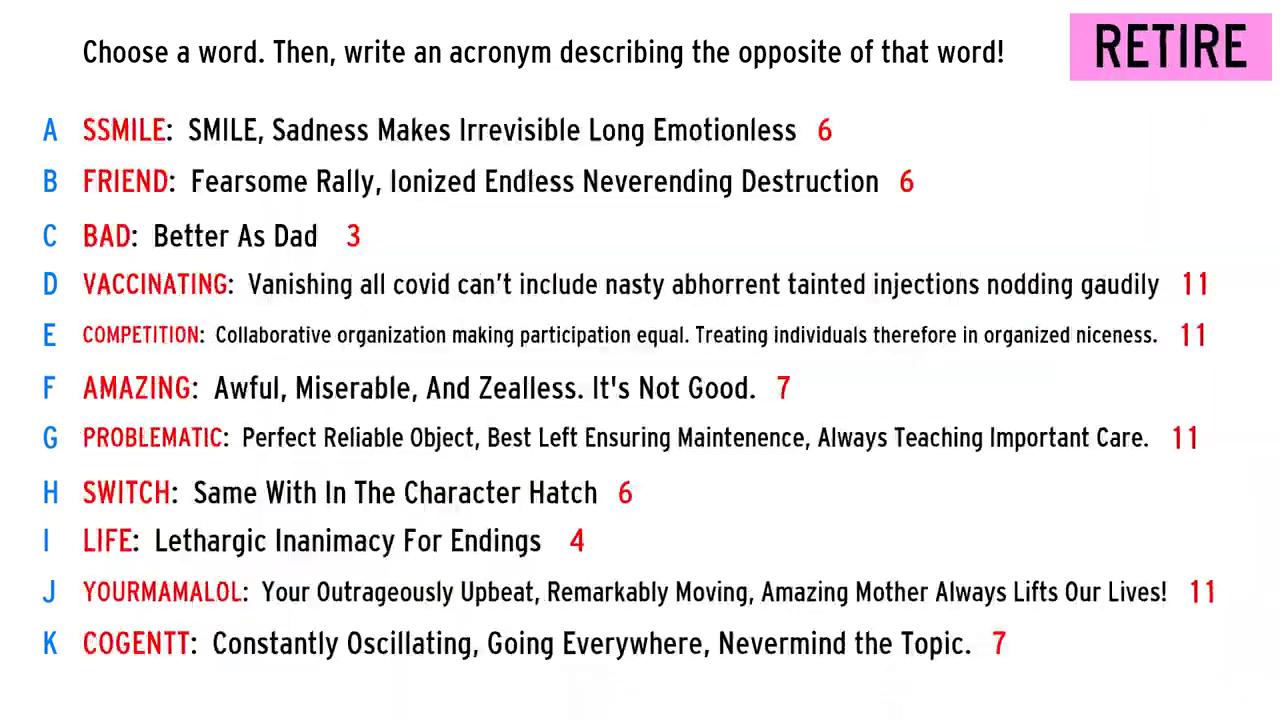 Choose a word. Then, write an acronym describing the opposite of that word!
RETIRE
A SSMILE: SMILE, Sadness Makes Irrevisible Long Emotionless 6
B FRIEND: Fearsome Rally, Ionized Endless Neverending Destruction 6
C BAD: Better As Dad 3
D VACCINATING: Vanishing all covid can't include nasty abhorrent tainted injections nodding gaudily 11
E COMPETITION: Collaborative organization making participation equal. Treating individuals therefore in organized niceness. 11
F AMAZING: Awful, Miserable, And Zealless. It's Not Good. 7
G PROBLEMATIC: Perfect Reliable Object, Best Left Ensuring Maintenence, Always Teaching Important Care. 11
H SWITCH: Same With In The Character Hatch 6
I LIFE: Lethargic Inanimacy For Endings 4
J YOURMAMALOL: Your Outrageously Upbeat, Remarkably Moving, Amazing Mother Always Lifts Our Lives! 11
K COGENTT: Constantly Oscillating, Going Everywhere, Nevermind the Topic. 7